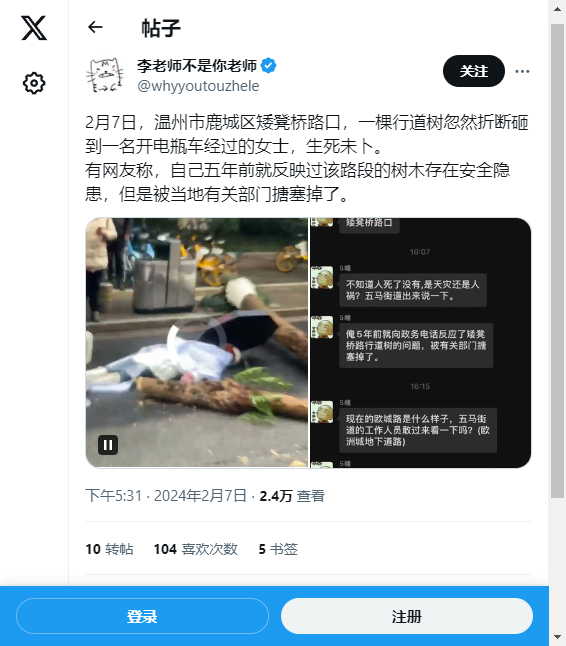 帖子
李老师不是你老师
@whyyoutouzhele
关注
2月7日，温州市鹿城区矮凳桥路口，一棵行道树忽然折断砸
到一名开电瓶车经过的女士，生死未卜。
有网友称，自己五年前就反映过该路段的树木存在安全隐
患，但是被当地有关部门搪塞掉了。
矮凳桥路口
16:07
5幢
不知道人死了没有,是天灾还是人
祸？五马街道出来说一下。
5幢
俺５年前就向政务电话反应了矮凳
桥路行道树的问题，被有关部门搪
塞掉了。
16:15
5幢
现在的欧城路是什么样子，五马街
道的工作人员敢过来看一下吗？(欧
洲城地下道路)
5幢
下午5:31 · 2024年2月7日 · 2.4万 查看
10 转帖 104 喜欢次数 5 书签
登录
注册